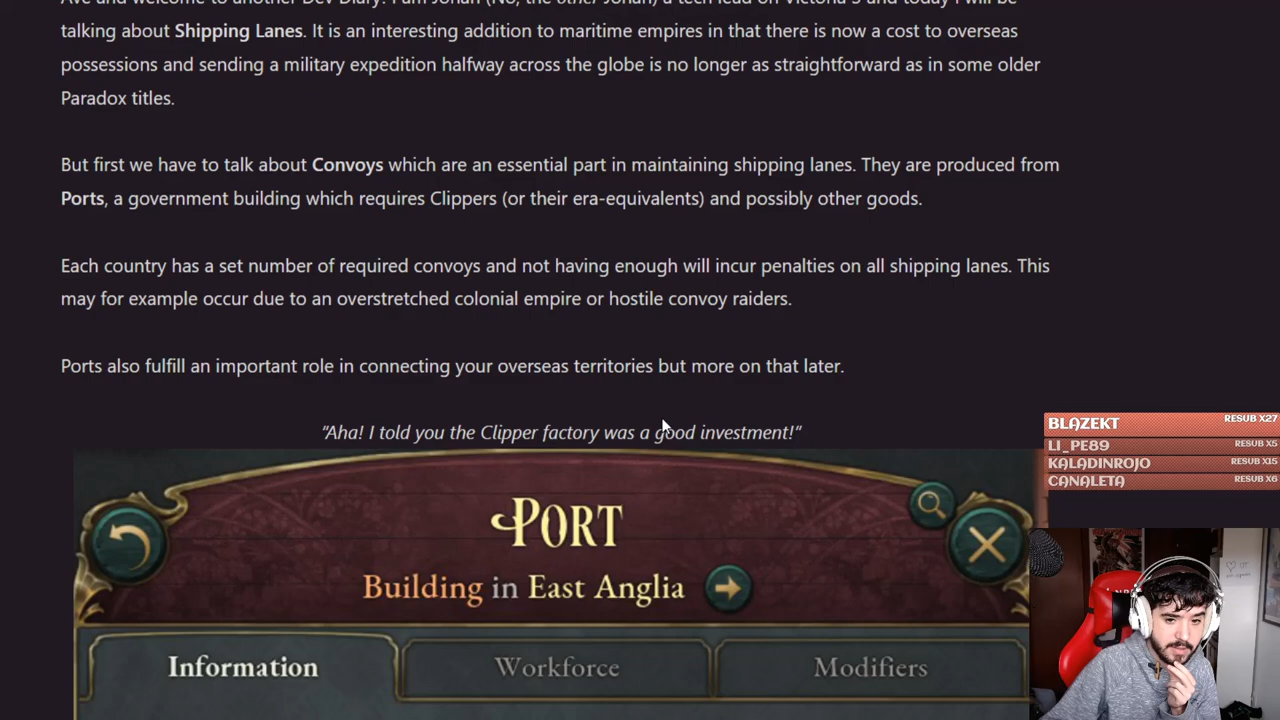 talking about Shipping Lanes. It is an interesting addition to maritime empires in that there is now a cost to overseas
possessions and sending a military expedition halfway across the globe is no longer as straightforward as in some older
Paradox titles.
But first we have to talk about Convoys which are an essential part in maintaining shipping lanes. They are produced from
Ports, a government building which requires Clippers (or their era-equivalents) and possibly other goods.
Each country has a set number of required convoys and not having enough will incur penalties on all shipping lanes. This
may for example occur due to an overstretched colonial empire or hostile convoy raiders.
Ports also fulfill an important role in connecting your overseas territories but more on that later.
"Aha! I told you the Clipper factory was a good investment!"
BLAZEKT RESUB X27
LI_PE89 RESUB X5
KALADINROJO RESUB X15
CANALETA RESUB X6
PORT
Building in East Anglia
Information Workforce Modifiers